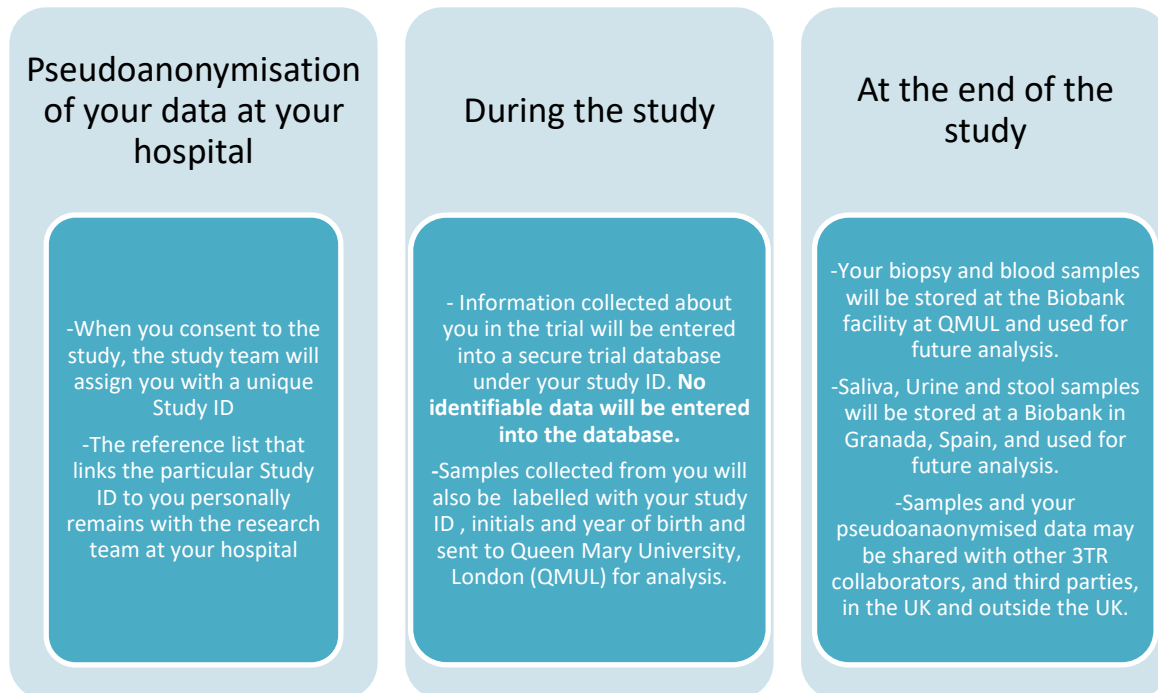 Pseudoanonymisation
of your data at your
hospital
-When you consent to the
study, the study team will
assign you with a unique
Study ID
-The reference list that
links the particular Study
ID to you personally
remains with the research
team at your hospital
During the study
- Information collected about
you in the trial will be entered
into a secure trial database
under your study ID. No
identifiable data will be entered
into the database.
-Samples collected from you will
also be labelled with your study
ID , initials and year of birth and
sent to Queen Mary University,
London (QMUL) for analysis.
At the end of the
study
-Your biopsy and blood samples
will be stored at the Biobank
facility at QMUL and used for
future analysis.
-Saliva, Urine and stool samples
will be stored at a Biobank in
Granada, Spain, and used for
future analysis.
-Samples and your
pseudoanaonymised data may
be shared with other 3TR
collaborators, and third parties,
in the UK and outside the UK.